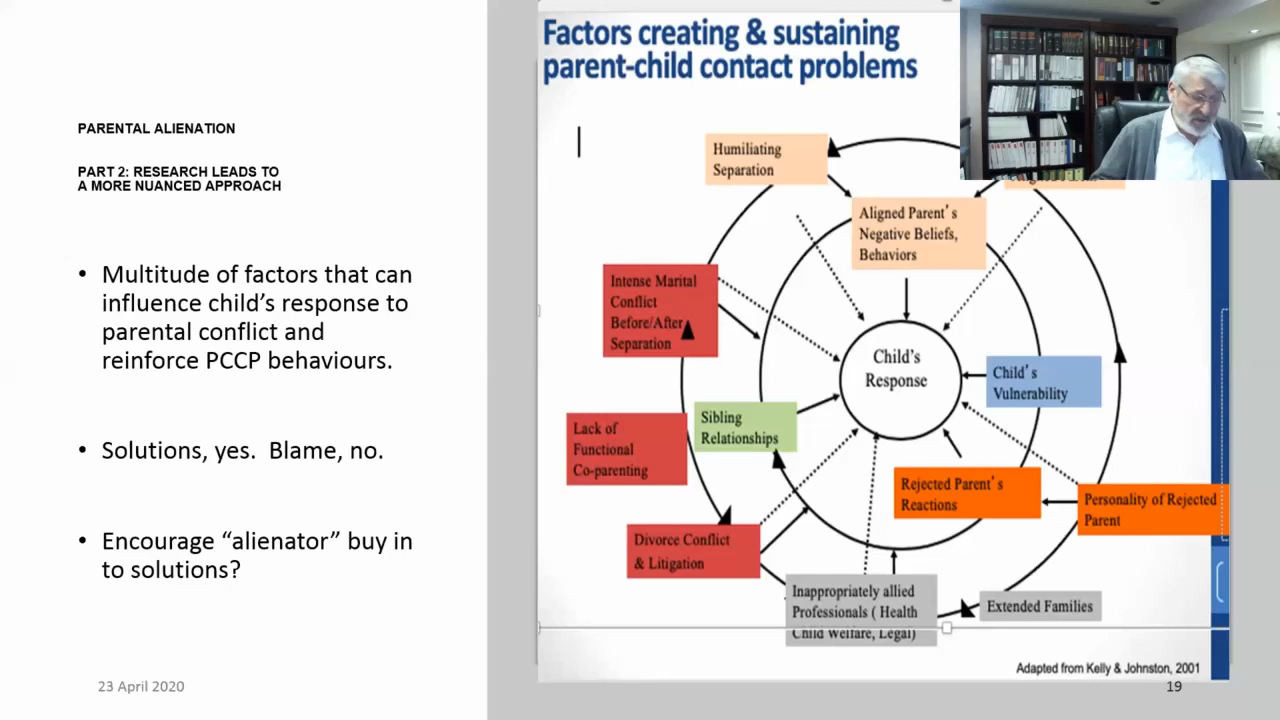 PARENTAL ALIENATION
PART 2: RESEARCH LEADS TO
A MORE NUANCED APPROACH
• Multitude of factors that can
influence child's response to
parental conflict and
reinforce PCCP behaviours.
• Solutions, yes. Blame, no.
• Encourage “alienator” buy in
to solutions?
23 April 2020
Factors creating & sustaining
parent-child contact problems
Humiliating
Separation
Aligned Parent's
Negative Beliefs,
Behaviors
Intense Marital
Conflict
Before/After
Separation
Child's
Response
Child's
Vulnerability
Sibling
Relationships
Lack of
Functional
Co-parenting
Rejected Parent's
Reactions
Personality of Rejected
Parent
Divorce Conflict
& Litigation
Inappropriately allied
Professionals ( Health
Child Welfare, Legal)
Extended Families
Adapted from Kelly & Johnston, 2001
19